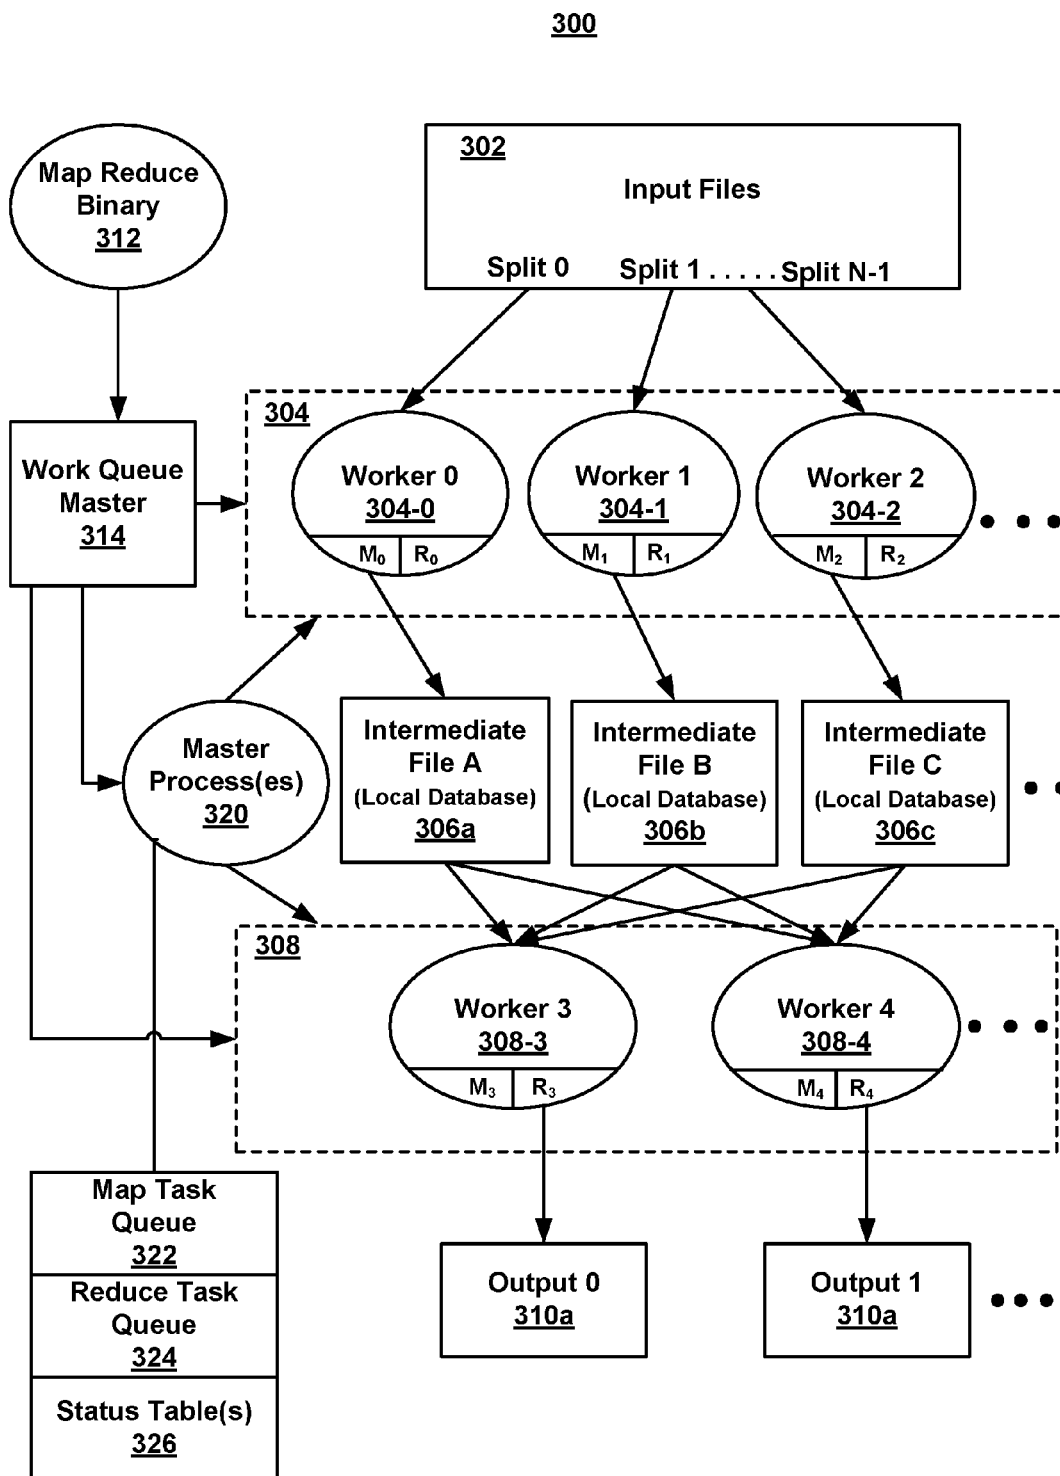 300
Map Reduce
Binary
312
302
Input Files
Split 0 Split 1 . . . . . Split N-1
304
Work Queue
Master
314
Worker 0
304-0
M₀ R₀
Worker 1
304-1
M₁ R₁
Worker 2
304-2
M₂ R₂
Master
Process(es)
320
Intermediate
File A
(Local Database)
306a
Intermediate
File B
(Local Database)
306b
Intermediate
File C
(Local Database)
306c
308
Worker 3
308-3
M₃ R₃
Worker 4
308-4
M₄ R₄
Map Task
Queue
322
Reduce Task
Queue
324
Status Table(s)
326
Output 0
310a
Output 1
310a